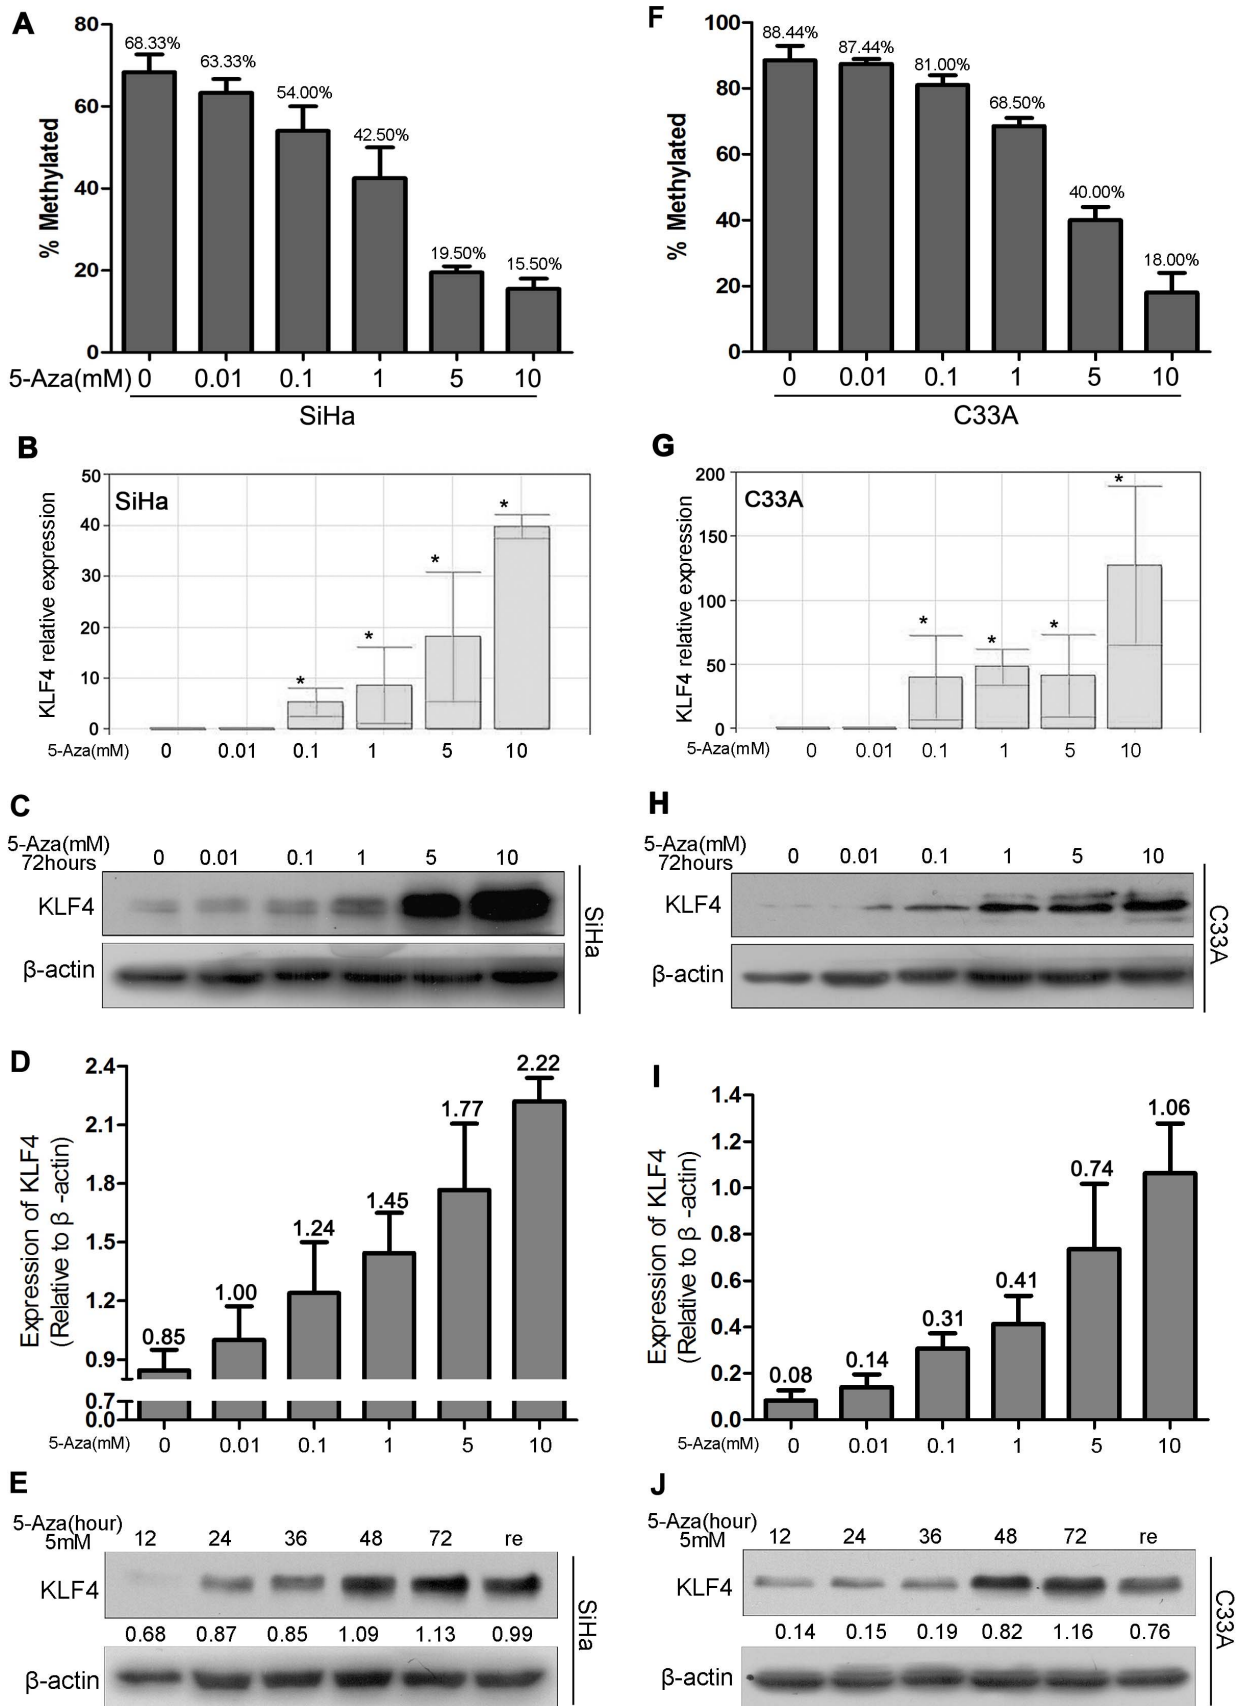 A
80
60
40
20
0
% Methylated
68.33%
63.33%
54.00%
42.50%
19.50%
15.50%
5-Aza(mM) 0 0.01 0.1 1 5 10
SiHa
F
100
80
60
40
20
0
% Methylated
88.44%
87.44%
81.00%
68.50%
40.00%
18.00%
0 0.01 0.1 1 5 10
C33A
B
50
40
30
20
10
0
KLF4 relative expression
SiHa
*
*
*
*
5-Aza(mM) 0 0.01 0.1 1 5 10
G
200
150
100
50
0
KLF4 relative expression
C33A
*
*
*
*
5-Aza(mM) 0 0.01 0.1 1 5 10
C
5-Aza(mM)
72hours 0 0.01 0.1 1 5 10
KLF4
β-actin
SiHa
H
5-Aza(mM)
72hours 0 0.01 0.1 1 5 10
KLF4
β-actin
C33A
D
2.4
2.1
1.8
1.5
1.2
0.9
0.7
0.0
Expression of KLF4
(Relative to β -actin)
0.85
1.00
1.24
1.45
1.77
2.22
5-Aza(mM) 0 0.01 0.1 1 5 10
I
1.4
1.2
1.0
0.8
0.6
0.4
0.2
0.0
Expression of KLF4
(Relative to β -actin)
0.08
0.14
0.31
0.41
0.74
1.06
5-Aza(mM) 0 0.01 0.1 1 5 10
E
5-Aza(hour)
5mM 12 24 36 48 72 re
KLF4
0.68 0.87 0.85 1.09 1.13 0.99
β-actin
SiHa
J
5-Aza(hour)
5mM 12 24 36 48 72 re
KLF4
0.14 0.15 0.19 0.82 1.16 0.76
β-actin
C33A